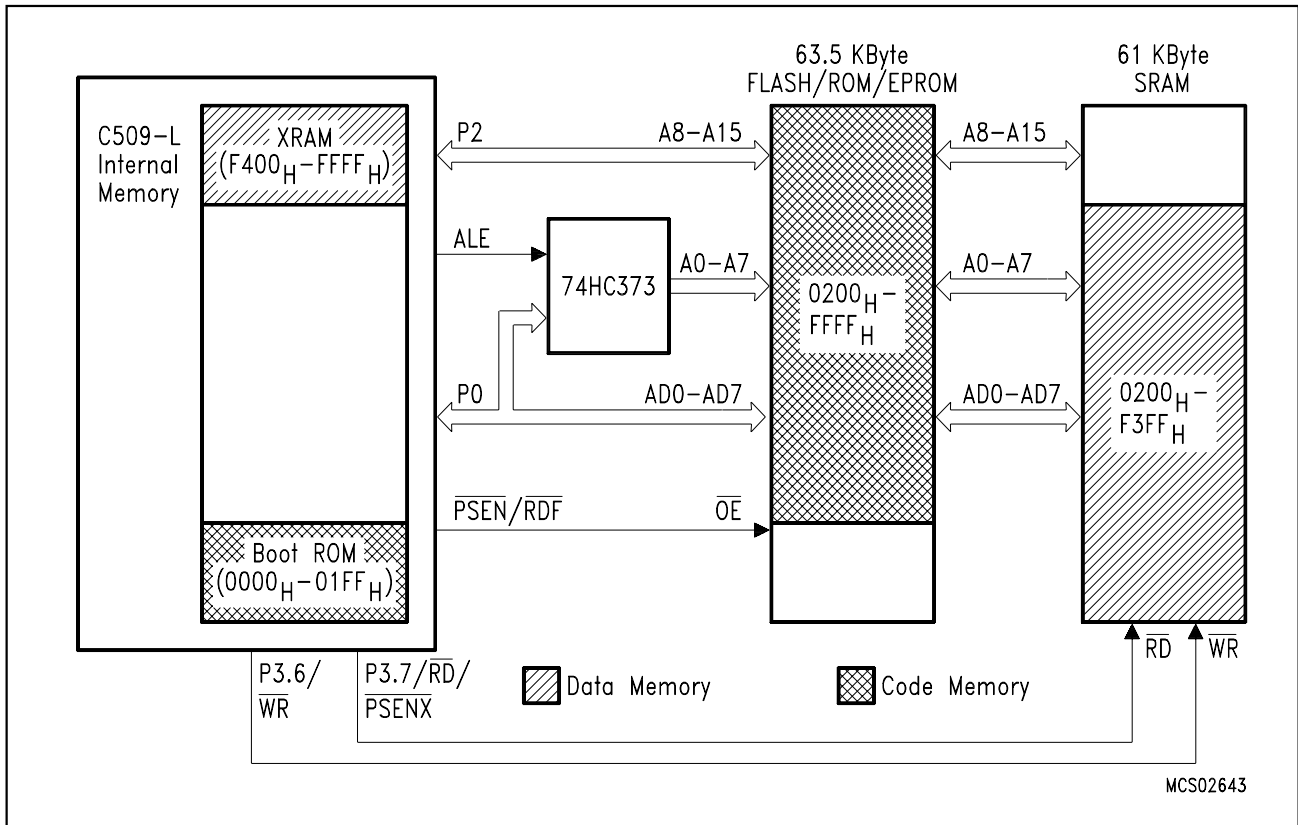 63.5 KByte
FLASH/ROM/EPROM
61 KByte
SRAM
C509-L
Internal
Memory
XRAM
(F400H-FFFFH)
P2
A8-A15
A8-A15
ALE
74HC373
A0-A7
A0-A7
0200H-
FFFFH
P0
AD0-AD7
AD0-AD7
0200H-
F3FFH
PSEN/RDF
OE
Boot ROM
(0000H-01FFH)
P3.6/
WR
P3.7/RD/
PSENX
Data Memory
Code Memory
RD
WR
MCS02643